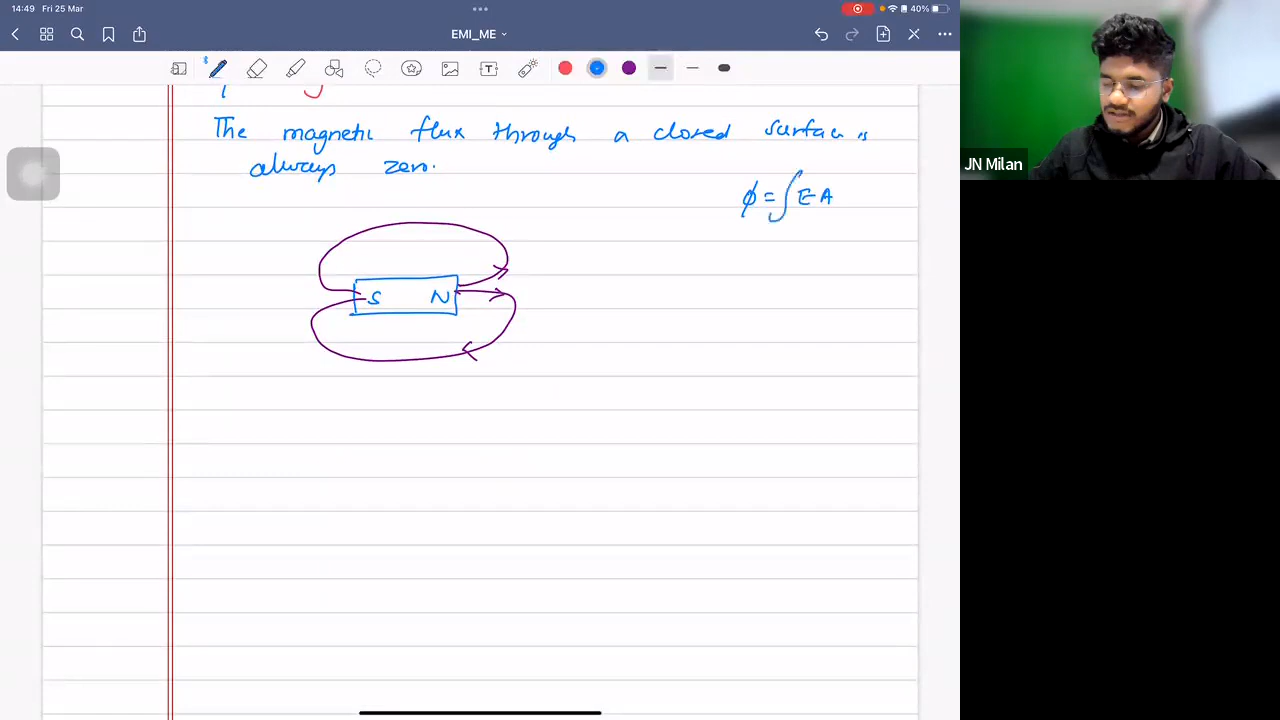 14:49 Fri 25 Mar
40%
EMI_ME
T
The magnetic flux through a closed surface is
always zero.
ϕ = ∫ E A
S N
JN Milan